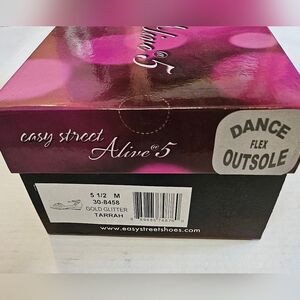 Alive@5
easy street
Alive@5
DANCE
FLEX
OUTSOLE
5 1/2 M
30-8458
GOLD GLITTER
TARRAH
www.easystreetshoes.com